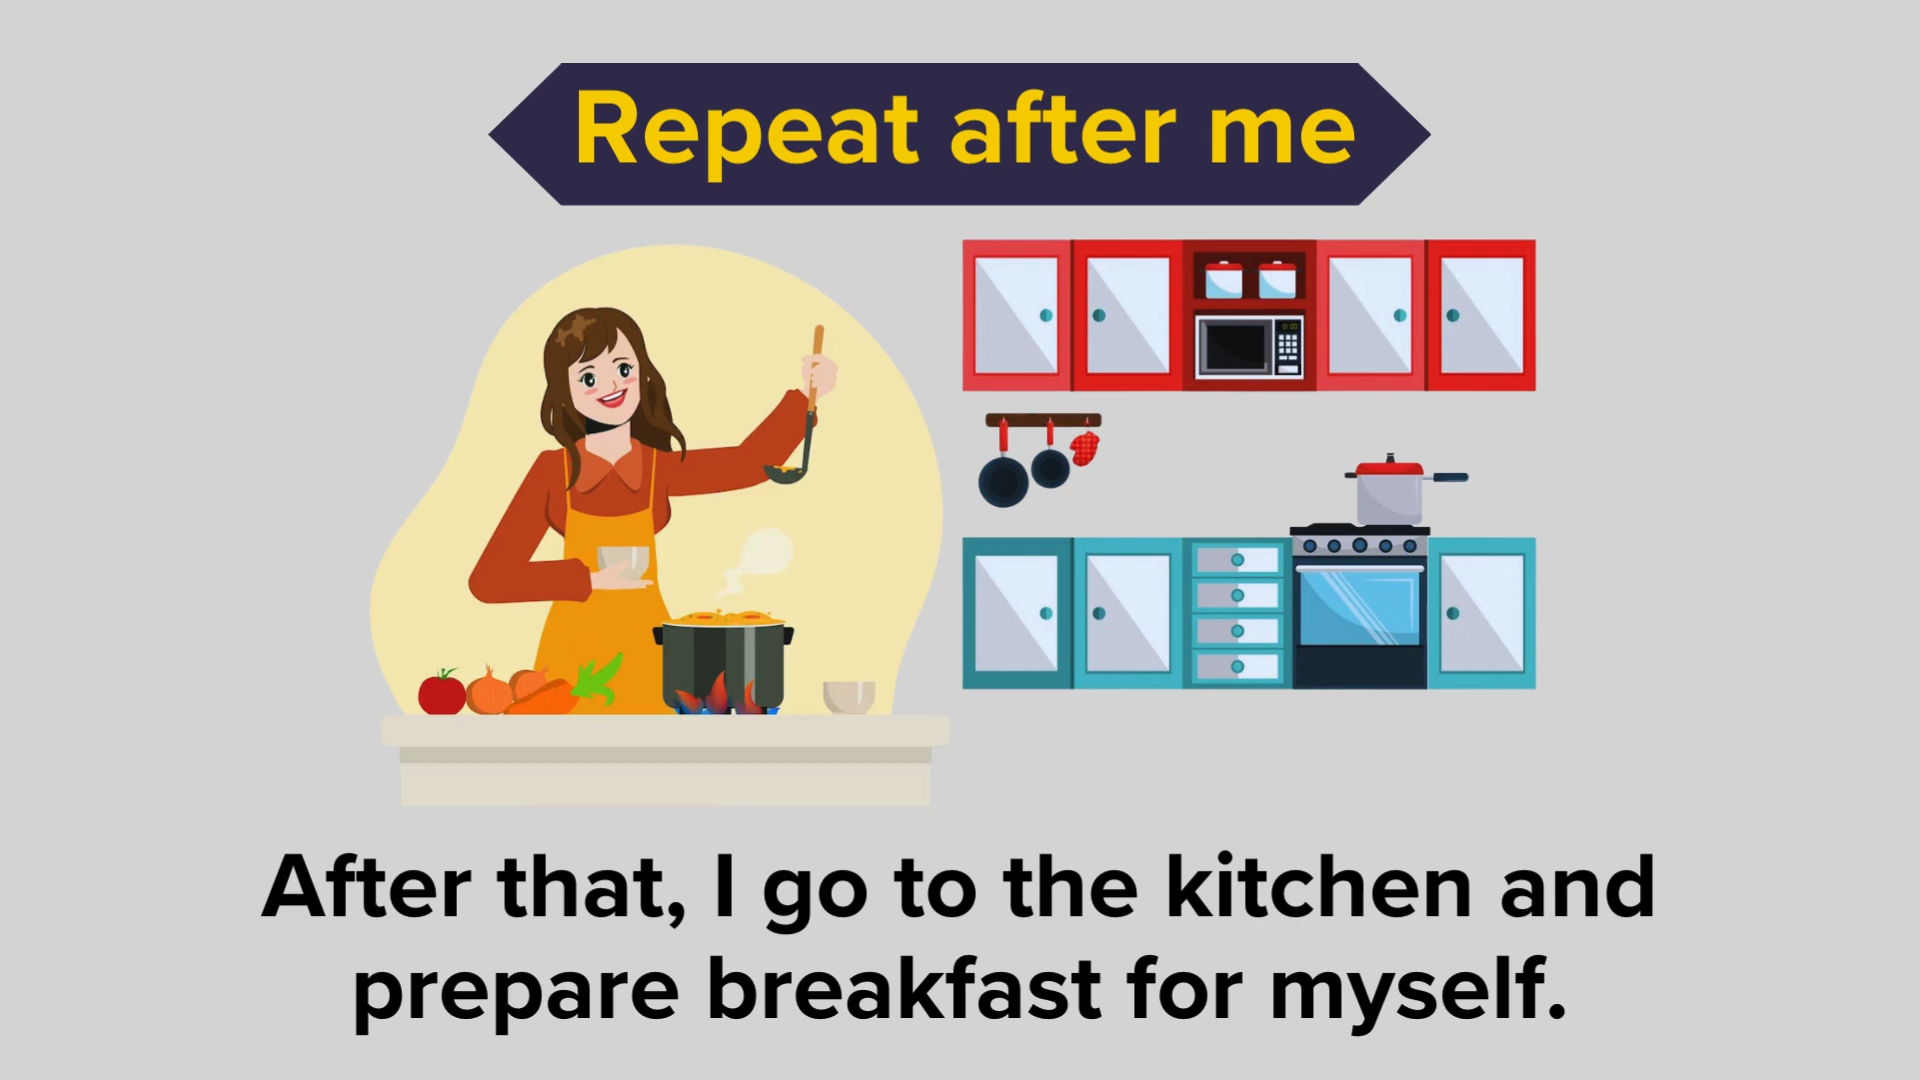 Repeat after me
After that, I go to the kitchen and
prepare breakfast for myself.